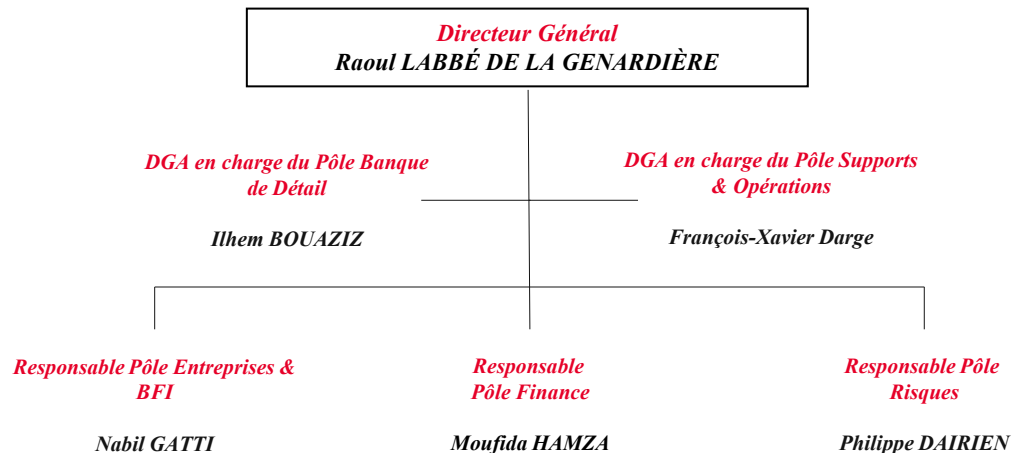 Directeur Général
Raoul LABBÉ DE LA GENARDIÈRE
DGA en charge du Pôle Banque
de Détail
Ilhem BOUAZIZ
DGA en charge du Pôle Supports
& Opérations
François-Xavier Darge
Responsable Pôle Entreprises &
BFI
Nabil GATTI
Responsable
Pôle Finance
Moufida HAMZA
Responsable Pôle
Risques
Philippe DAIRIEN